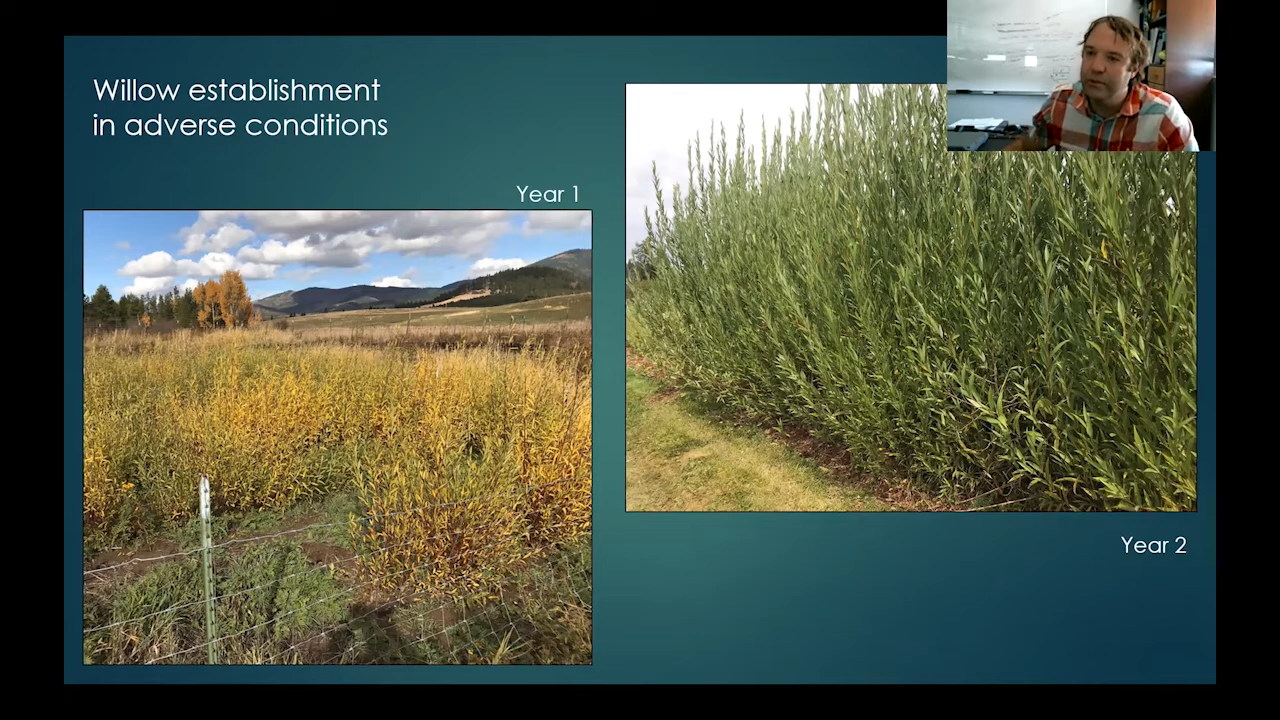 Willow establishment
in adverse conditions
Year 1
Year 2